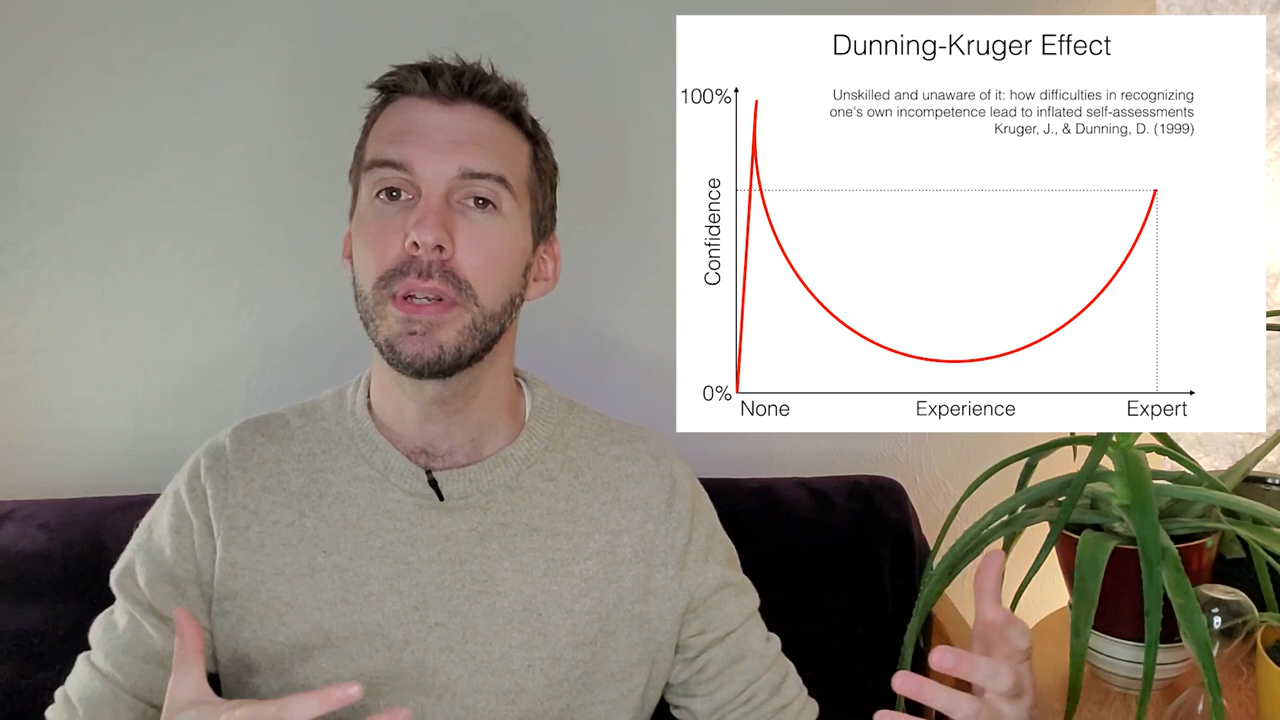 Dunning-Kruger Effect
Unskilled and unaware of it: how difficulties in recognizing
one's own incompetence lead to inflated self-assessments
Kruger, J., & Dunning, D. (1999)
100%
Confidence
0%
None
Experience
Expert